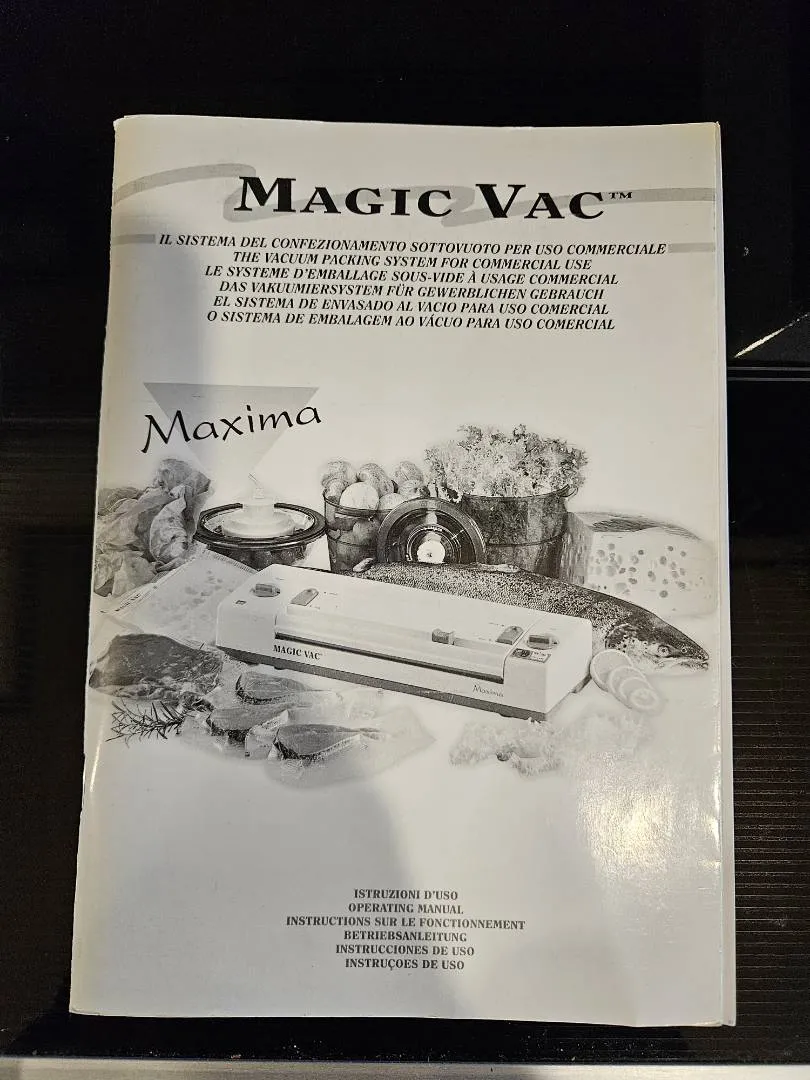 MAGIC VAC™
IL SISTEMA DEL CONFEZIONAMENTO SOTTOVUOTO PER USO COMMERCIALE
THE VACUUM PACKING SYSTEM FOR COMMERCIAL USE
LE SYSTEME D'EMBALLAGE SOUS-VIDE À USAGE COMMERCIAL
DAS VAKUUMIERSYSTEM FÜR GEWERBLICHEN GEBRAUCH
EL SISTEMA DE ENVASADO AL VACIO PARA USO COMERCIAL
O SISTEMA DE EMBALAGEM AO VÁCUO PARA USO COMERCIAL
Maxima
MAGIC VAC
MAGIC VAC
Maxima
ISTRUZIONI D'USO
OPERATING MANUAL
INSTRUCTIONS SUR LE FONCTIONNEMENT
BETRIEBSANLEITUNG
INSTRUCCIONES DE USO
INSTRUÇOES DE USO